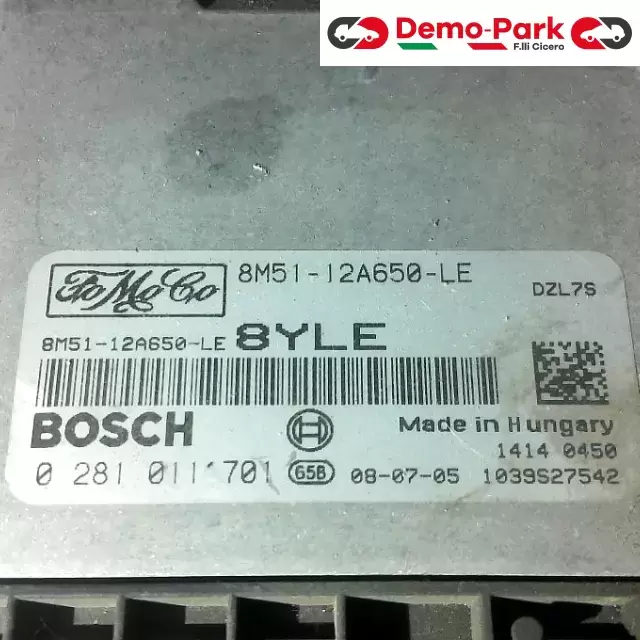 Demo-Park
F.lli Cicero
FoMoCo
8M51-12A650-LE
DZL7S
8M51-12A650-LE 8YLE
BOSCH
Made in Hungary
1414 0450
0 281 011 701 65B 08-07-05 1039S27542